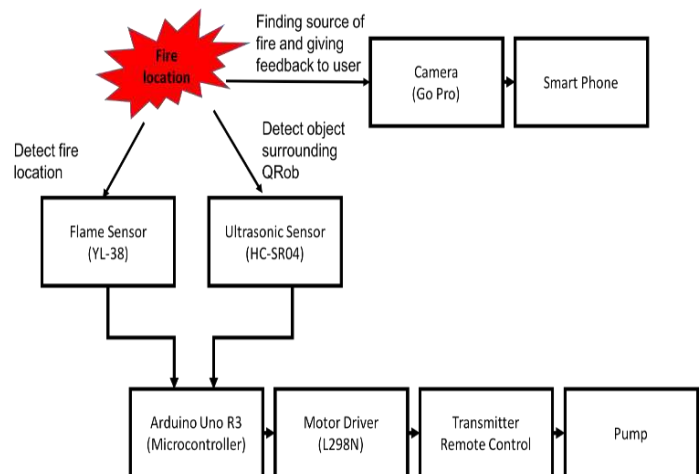 Finding source of
fire and giving
feedback to user
Fire
location
Camera
(Go Pro)
Smart Phone
Detect fire
location
Detect object
surrounding
QRob
Flame Sensor
(YL-38)
Ultrasonic Sensor
(HC-SR04)
Arduino Uno R3
(Microcontroller)
Motor Driver
(L298N)
Transmitter
Remote Control
Pump